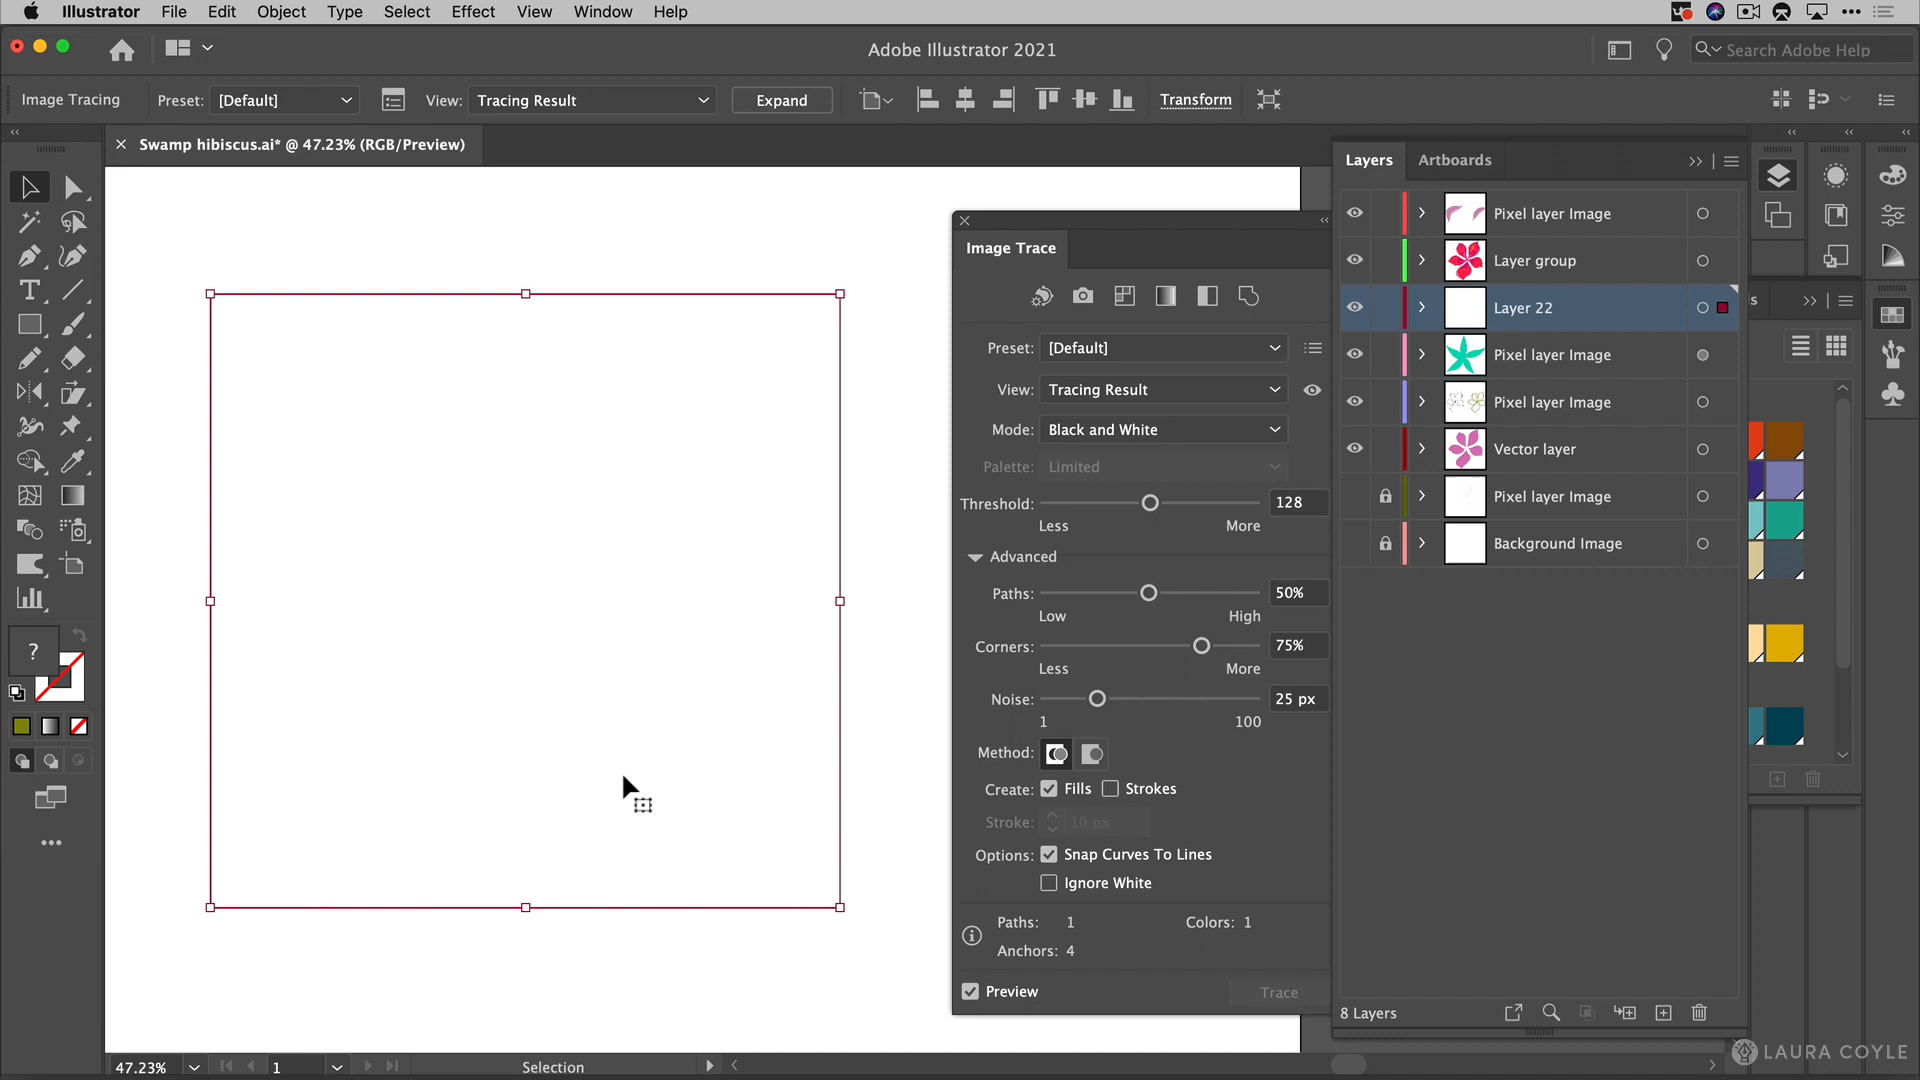 Illustrator File Edit Object Type Select Effect View Window Help
Adobe Illustrator 2021
Search Adobe Help
Image Tracing Preset: [Default] View: Tracing Result Expand Transform
Swamp hibiscus.ai* @ 47.23% (RGB/Preview)
Layers Artboards
Pixel layer Image
Layer group
Layer 22
Pixel layer Image
Pixel layer Image
Vector layer
Pixel layer Image
Background Image
8 Layers
s
Image Trace
Preset: [Default]
View: Tracing Result
Mode: Black and White
Palette: Limited
Threshold: 128
Less More
Advanced
Paths: 50%
Low High
Corners: 75%
Less More
Noise: 25 px
1 100
Method:
Create: Fills Strokes
Stroke: 10 px
Options: Snap Curves To Lines
Ignore White
Paths: 1 Colors: 1
Anchors: 4
Preview Trace
?
47.23% 1 Selection
LAURA COYLE